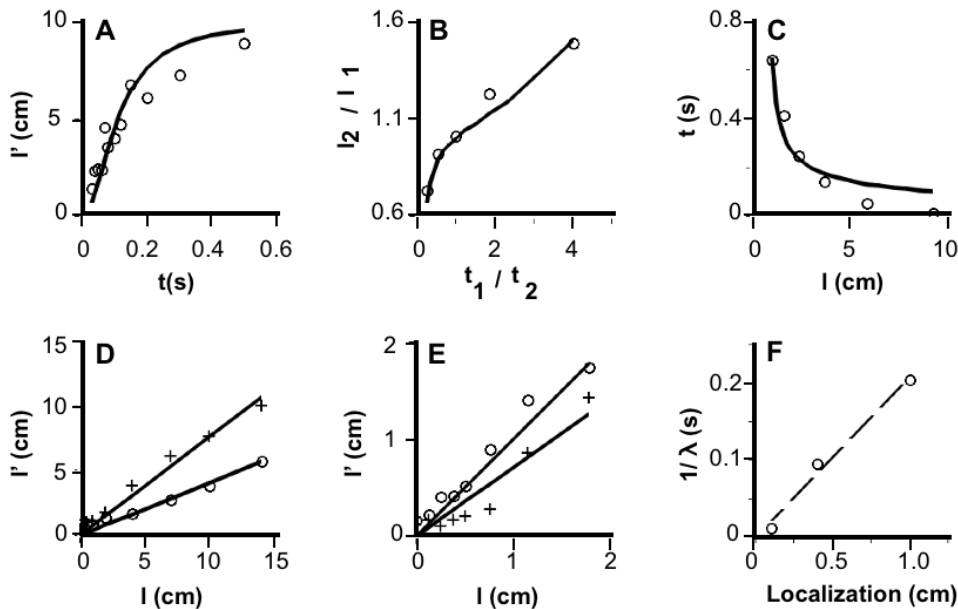 A
10
5
0
l' (cm)
0
0.2
0.4
0.6
t(s)
B
1.6
1.1
0.6
l2 / l1
0
2
4
t1 / t2
C
0.8
0.4
0
t (s)
0
5
10
l (cm)
D
15
10
5
0
l' (cm)
0
5
10
15
l (cm)
E
2
1
0
l' (cm)
0
1
2
l (cm)
F
0.2
0.1
0
1/ λ (s)
0
0.5
1.0
Localization (cm)